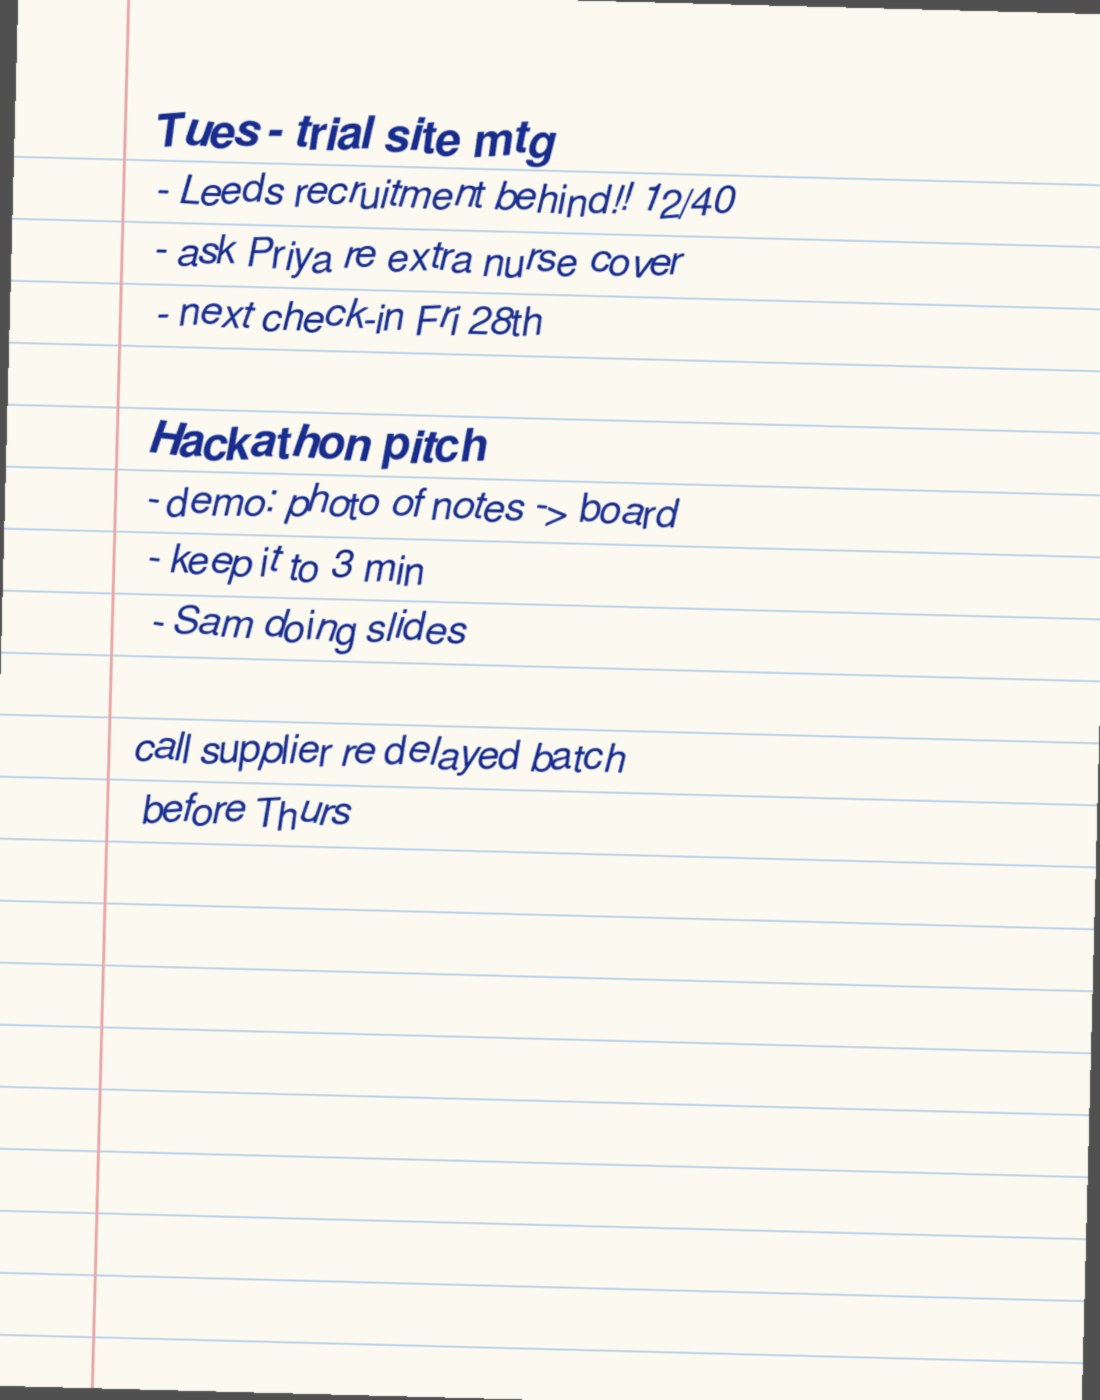 Tues - trial site mtg
- Leeds recruitment behind!! 12/40
- ask Priya re extra nurse cover
- next check-in Fri 28th
Hackathon pitch
- demo: photo of notes -> board
- keep it to 3 min
- Sam doing slides
call supplier re delayed batch
before Thurs